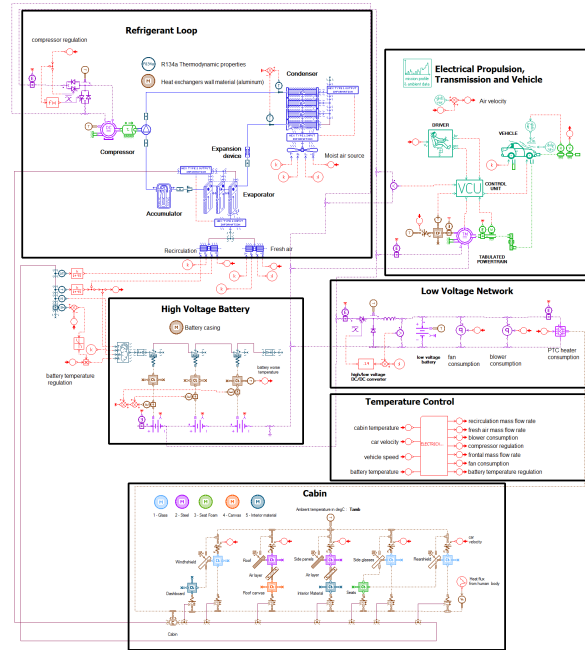 Refrigerant Loop
compressor regulation
R134a Thermodynamic properties
Heat exchangers wall material (aluminum)
Condenser
Compressor
Expansion
device
Moist air source
Accumulator
Evaporator
Recirculation
Fresh air
Electrical Propulsion,
Transmission and Vehicle
Air velocity
DRIVER
VEHICLE
VCU
CONTROL
UNIT
TABULATED
POWERTRAIN
High Voltage Battery
Battery casing
battery temperature
regulation
Low Voltage Network
high/low voltage
DC/DC converter
low voltage
battery
fan
consumption
blower
consumption
PTC heater
consumption
Temperature Control
cabin temperature
car velocity
vehicle speed
battery temperature
recirculation mass flow rate
fresh air mass flow rate
blower consumption
compressor regulation
frontal mass flow rate
fan consumption
battery temperature regulation
Cabin
1 - Glass
2 - Steel
3 - Seat Foam
4 - Canvas
5 - Interior material
Ambient temperature in degC : Tamb
car
velocity
Windshield
Roof
Side panels
Side glasses
Rearshield
Air layer
Air layer
Dashboard
Roof canvas
Interior Material
Seats
Heat flux
from human body
Cabin